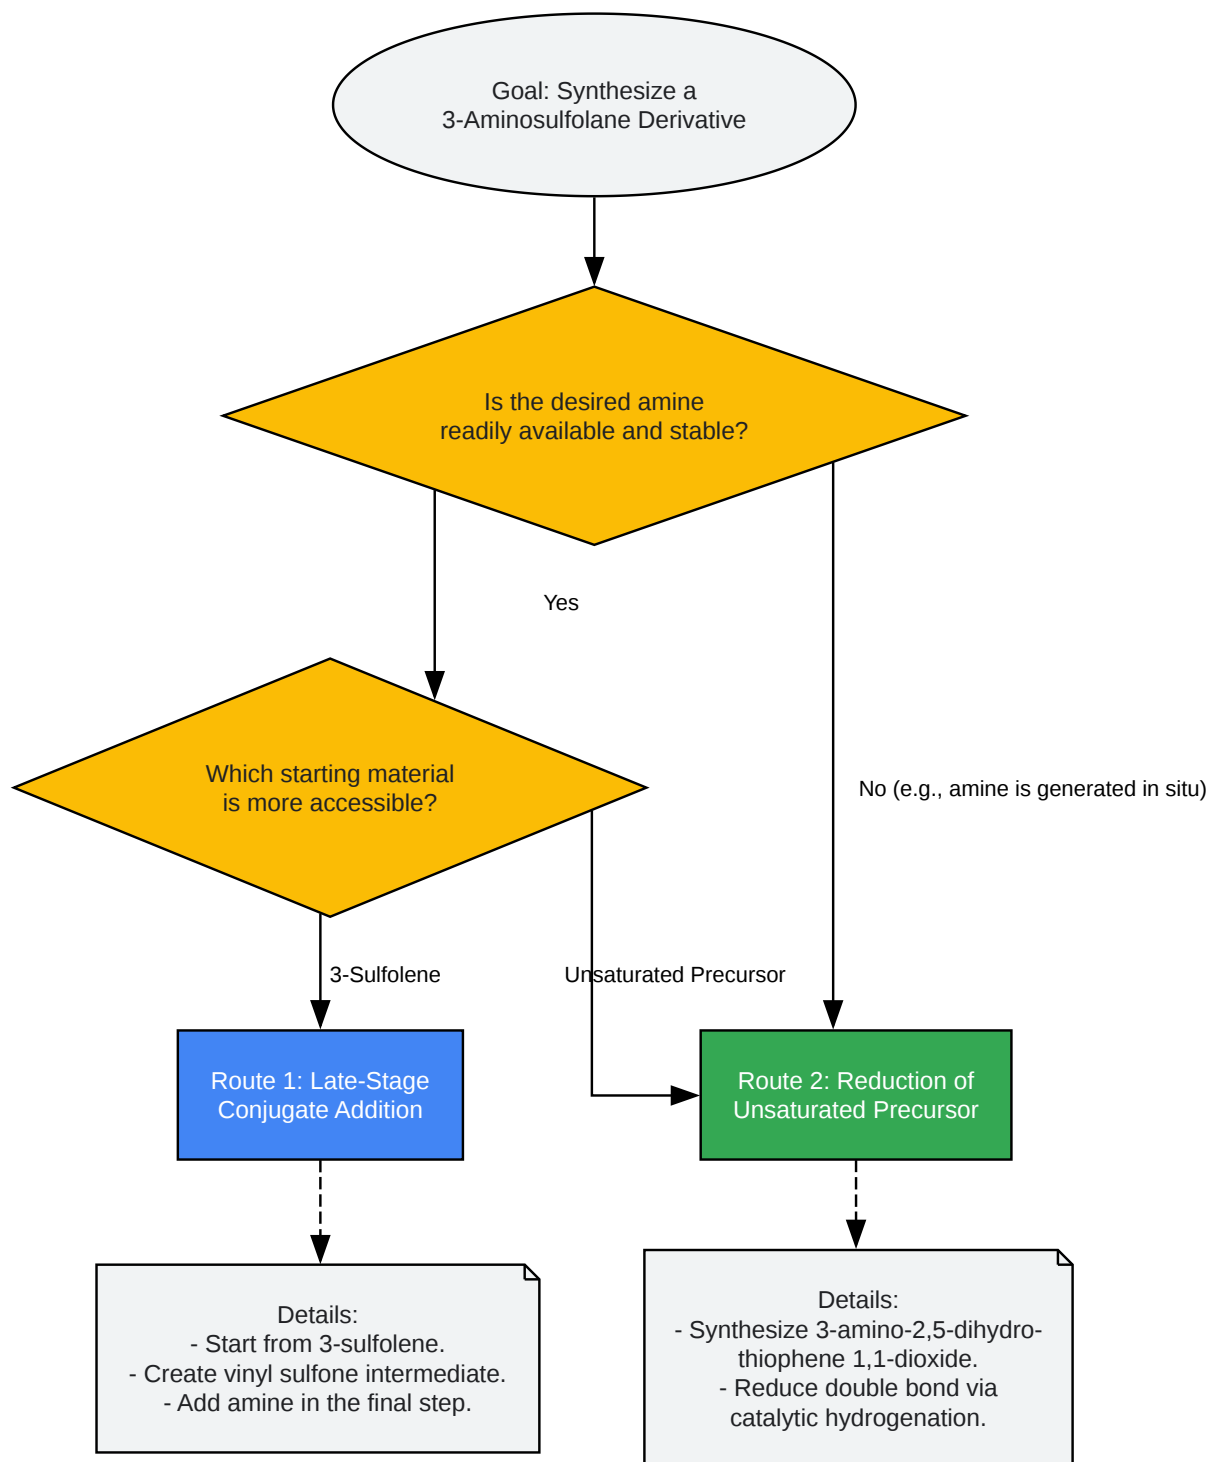 Goal: Synthesize a
3-Aminosulfolane Derivative
Is the desired amine
readily available and stable?
Yes
Which starting material
is more accessible?
No (e.g., amine is generated in situ)
3-Sulfolene
Unsaturated Precursor
Route 1: Late-Stage
Conjugate Addition
Route 2: Reduction of
Unsaturated Precursor
Details:
- Start from 3-sulfolene.
- Create vinyl sulfone intermediate.
- Add amine in the final step.
Details:
- Synthesize 3-amino-2,5-dihydro-
thiophene 1,1-dioxide.
- Reduce double bond via
catalytic hydrogenation.